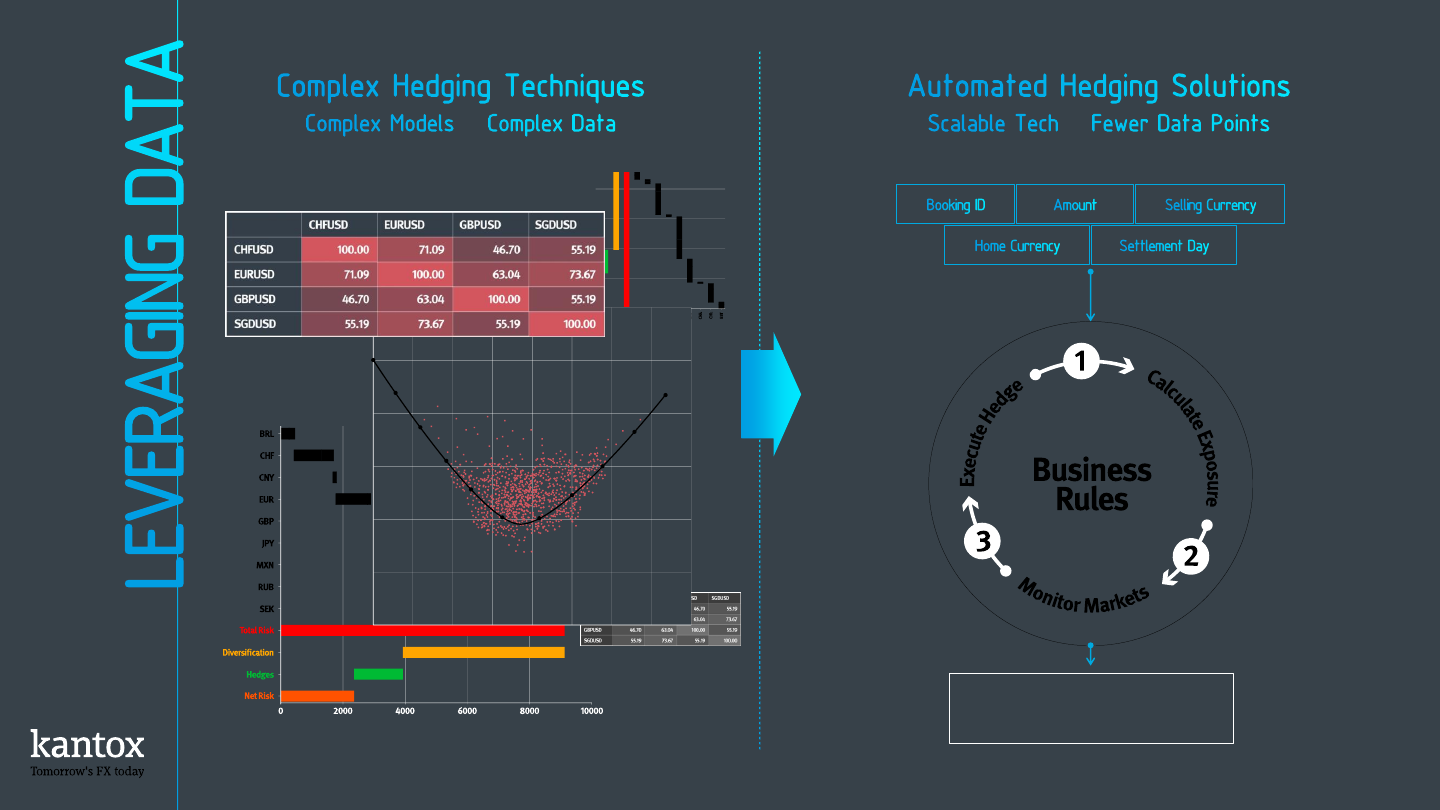 LEVERAGING DATA
Complex Hedging Techniques
Complex Models Complex Data
CHFUSD EURUSD GBPUSD SGDUSD
CHFUSD 100.00 71.09 46.70 55.19
EURUSD 71.09 100.00 63.04 73.67
GBPUSD 46.70 63.04 100.00 55.19
SGDUSD 55.19 73.67 55.19 100.00
BRL
CHF
CNY
EUR
GBP
JPY
MXN
RUB
SEK
Total Risk
Diversification
Hedges
Net Risk
0 2000 4000 6000 8000 10000
SGDUSD
46.70 55.19
63.04 73.67
GBPUSD 46.70 63.04 100.00 55.19
SGDUSD 55.19 73.67 55.19 100.00
Automated Hedging Solutions
Scalable Tech Fewer Data Points
Booking ID Amount Selling Currency
Home Currency Settlement Day
1
Calculate Exposure
2
Monitor Markets
3
Execute Hedge
Business
Rules
kantox
Tomorrow's FX today